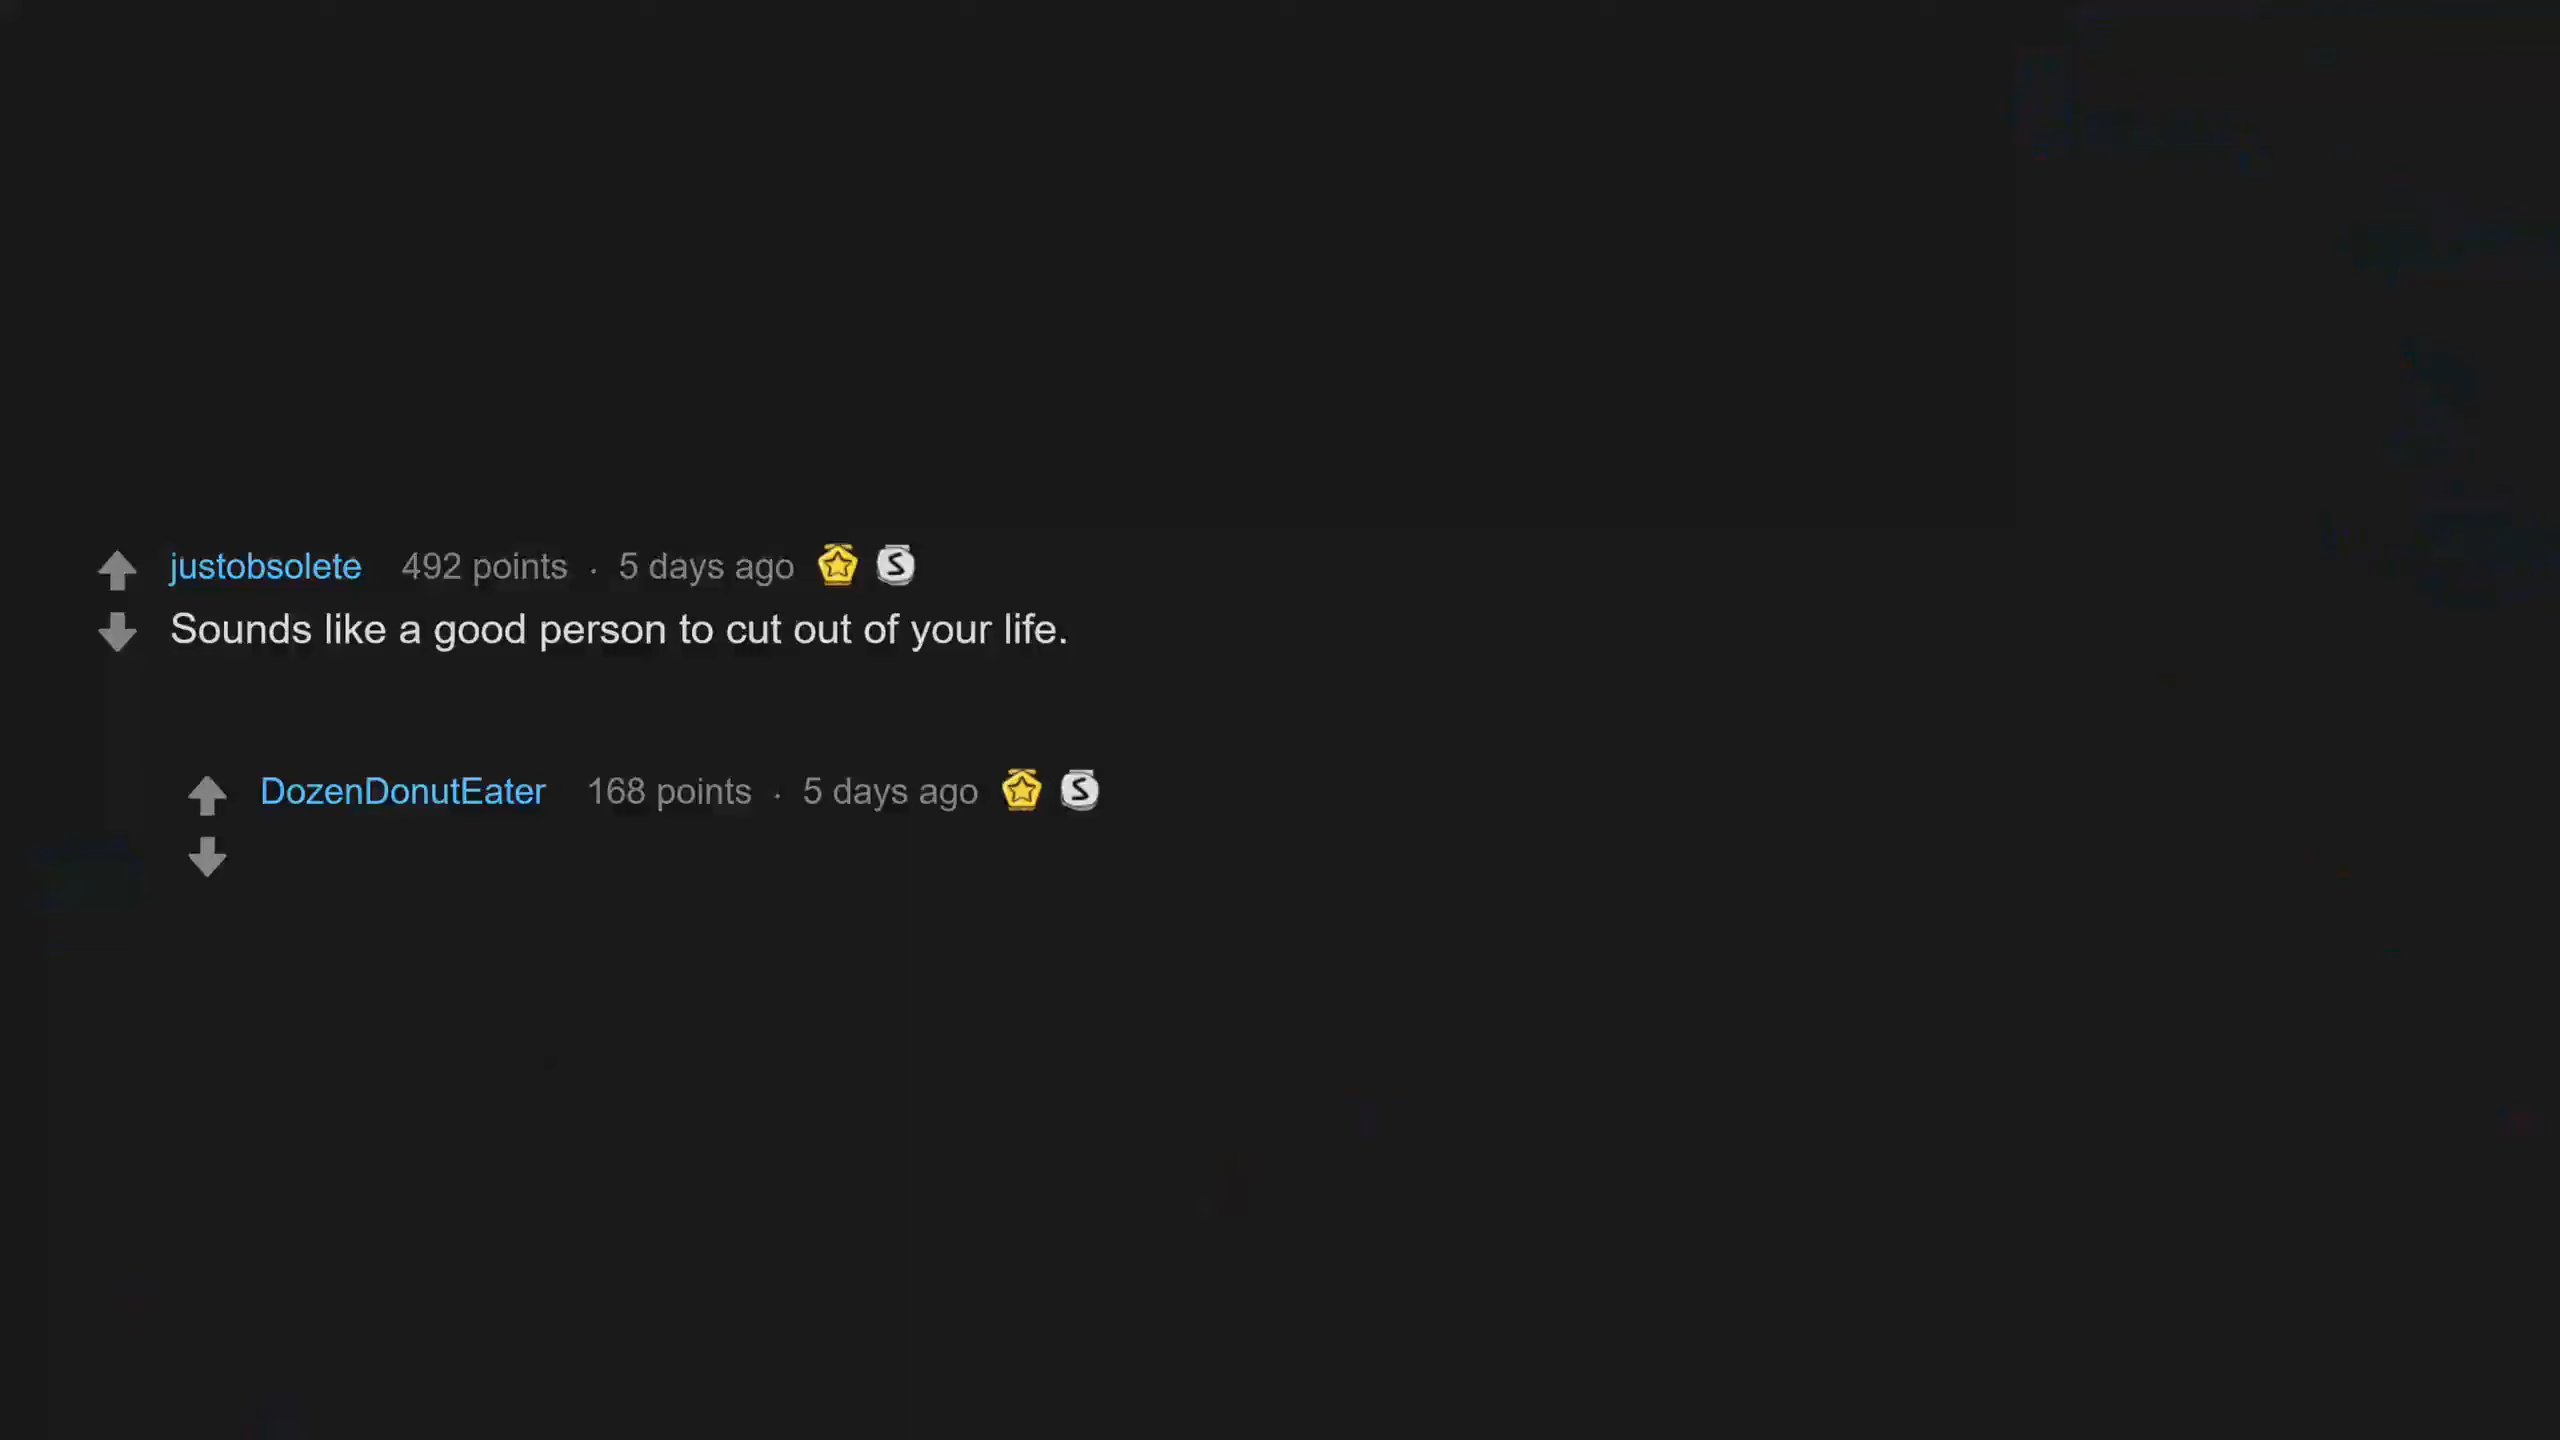 justobsolete 492 points · 5 days ago S
Sounds like a good person to cut out of your life.
DozenDonutEater 168 points · 5 days ago S